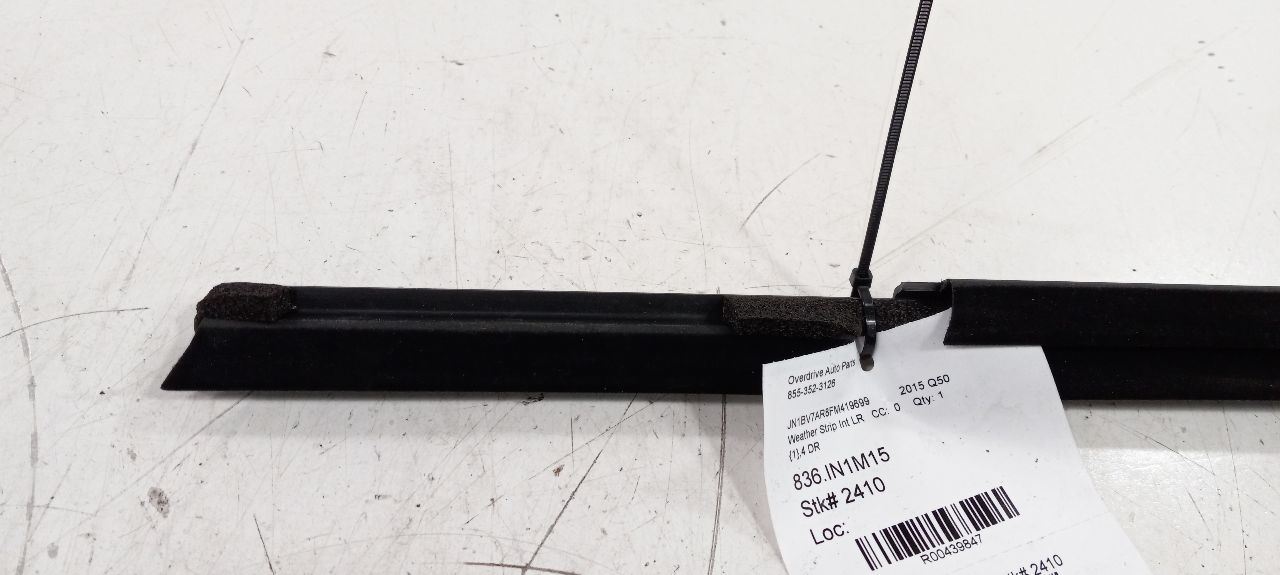 Overdrive Auto Parts
855-352-3126
JN1BV7AR8FM419699 2015 Q50
Weather Strip Int LR CC: 0 Qty: 1
{1},4 DR
836.IN1M15
Stk# 2410
Loc:
R00439847
Stk# 2410